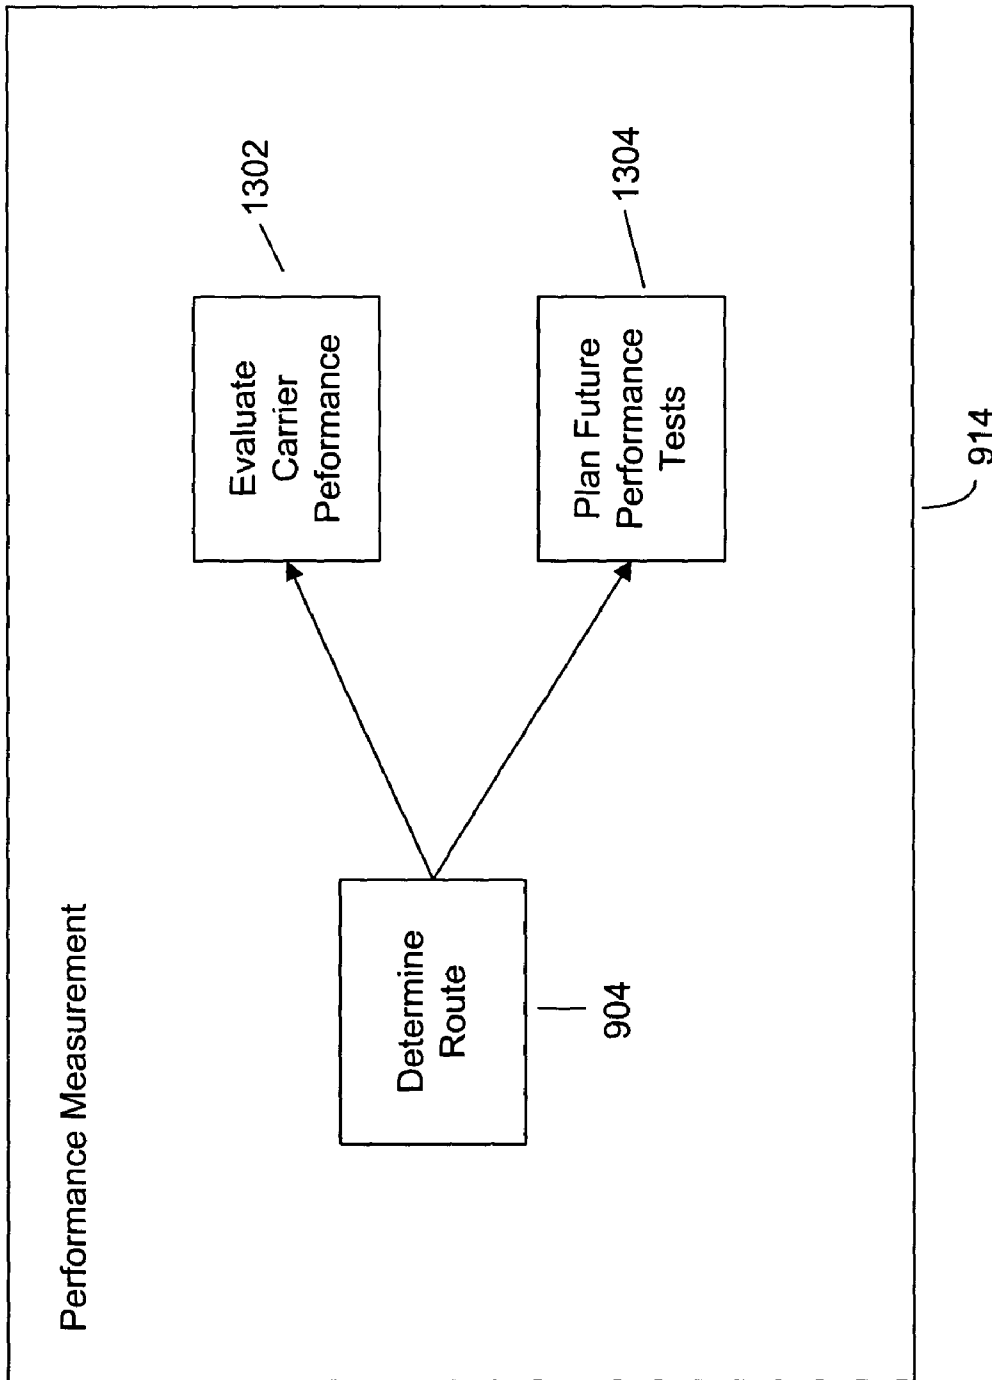 Performance Measurement
Determine
Route
904
Evaluate
Carrier
Peformance
1302
Plan Future
Performance
Tests
1304
914